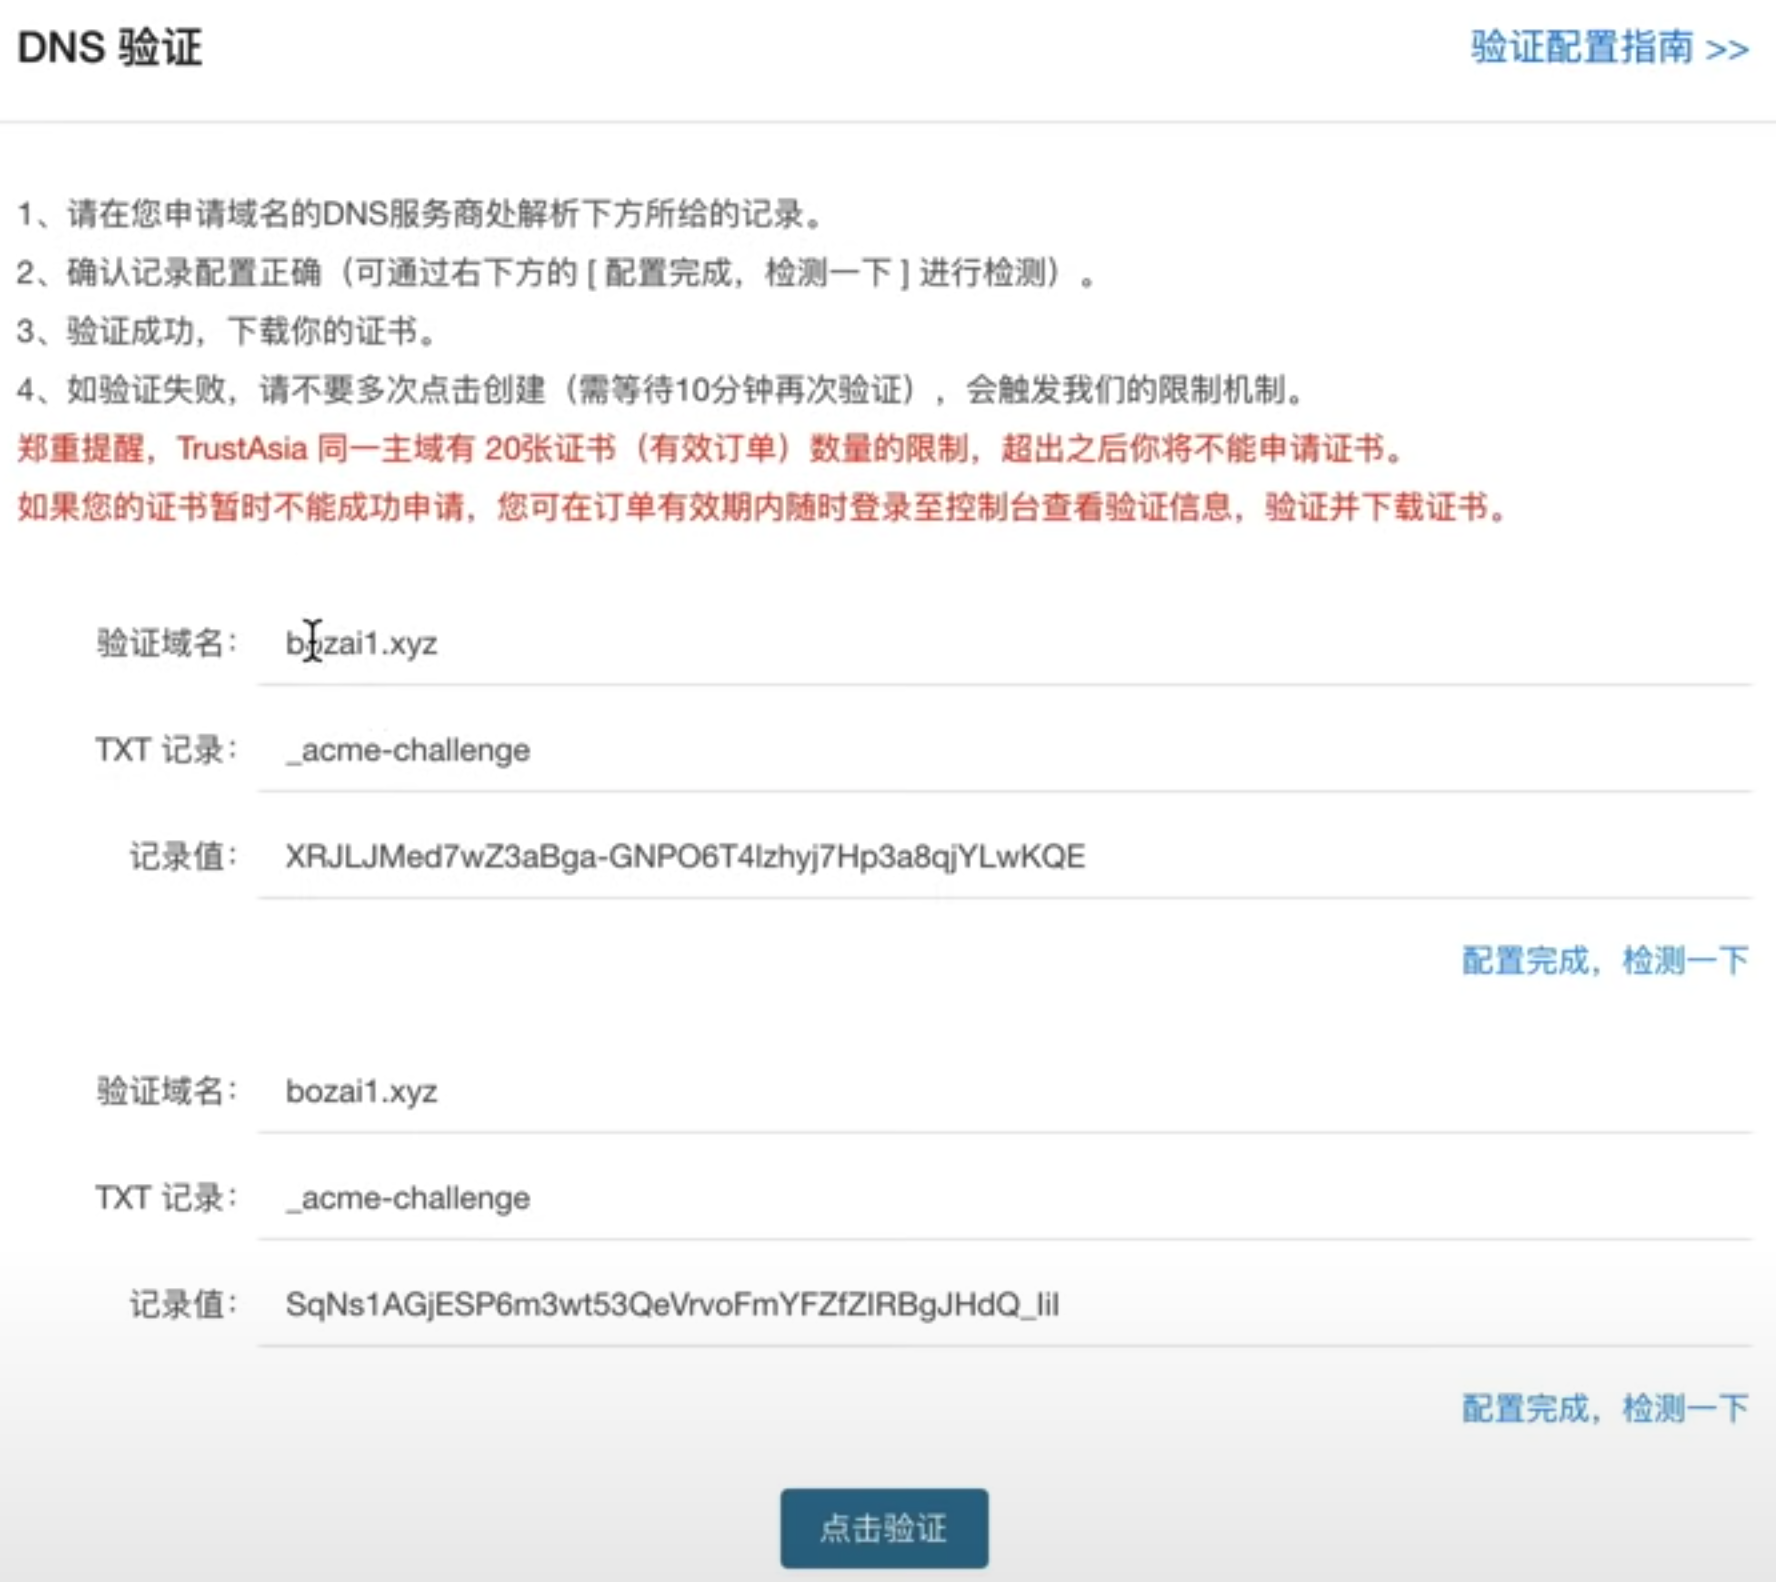 DNS 验证
验证配置指南 >>
1、请在您申请域名的DNS服务商处解析下方所给的记录。
2、确认记录配置正确（可通过右下方的 [ 配置完成，检测一下 ] 进行检测）。
3、验证成功，下载你的证书。
4、如验证失败，请不要多次点击创建（需等待10分钟再次验证），会触发我们的限制机制。
郑重提醒，TrustAsia 同一主域有 20张证书（有效订单）数量的限制，超出之后你将不能申请证书。
如果您的证书暂时不能成功申请，您可在订单有效期内随时登录至控制台查看验证信息，验证并下载证书。
验证域名： bozai1.xyz
TXT 记录： _acme-challenge
记录值： XRJLJMed7wZ3aBga-GNPO6T4Izhyj7Hp3a8qjYLwKQE
配置完成，检测一下
验证域名： bozai1.xyz
TXT 记录： _acme-challenge
记录值： SqNs1AGjESP6m3wt53QeVrvoFmYFZfZIRBgJHdQ_IiI
配置完成，检测一下
点击验证